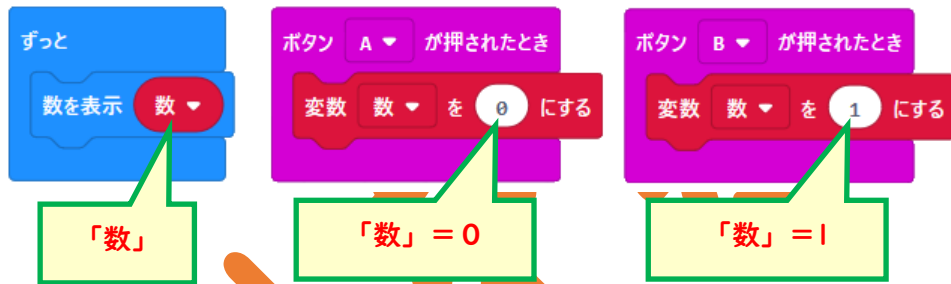 ずっと
数を表示 数
ボタン A が押されたとき
変数 数 を 0 にする
ボタン B が押されたとき
変数 数 を 1 にする
「数」
「数」＝0
「数」＝1